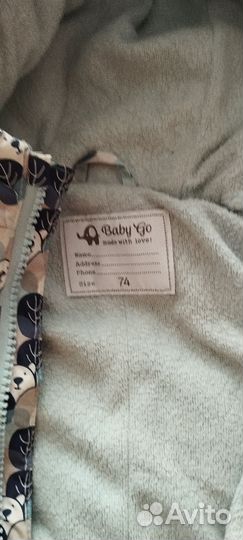 Baby Go
made with love!
Name..............................
Address..........................
Phone............................
Size 74
Avito